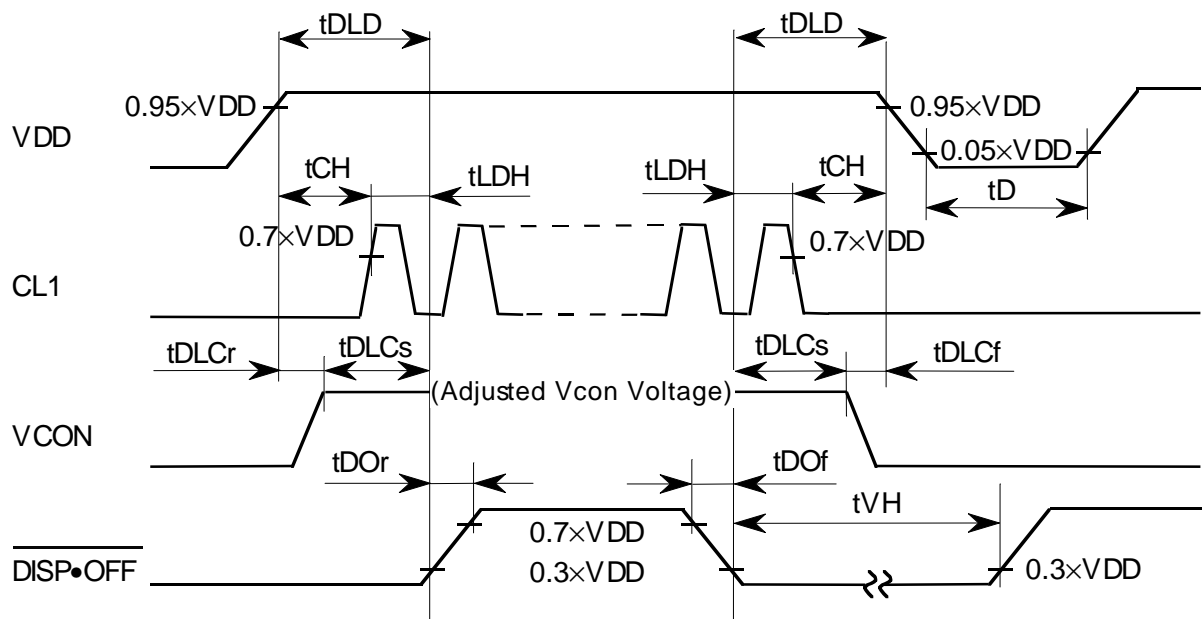 tDLD tDLD
0.95×VDD 0.95×VDD
VDD
0.05×VDD
tCH tLDH tLDH tCH
tD
0.7×VDD 0.7×VDD
CL1
tDLCr tDLCs tDLCs tDLCf
(Adjusted Vcon Voltage)
VCON
tDOr tDOf
tVH
0.7×VDD
DISP•OFF 0.3×VDD 0.3×VDD